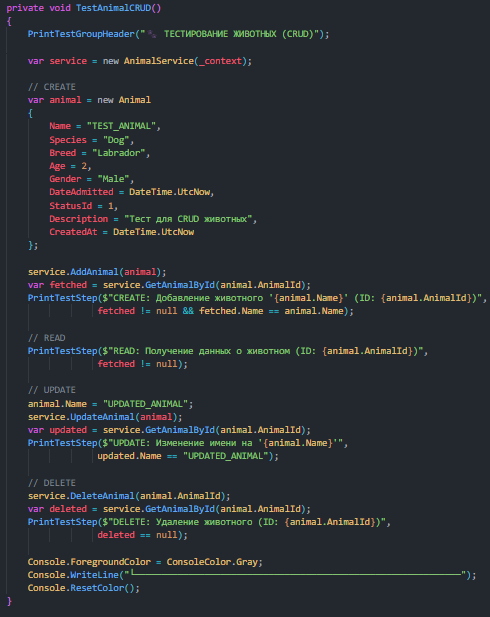 private void TestAnimalCRUD()
{
    PrintTestGroupHeader("🐾 ТЕСТИРОВАНИЕ ЖИВОТНЫХ (CRUD)");

    var service = new AnimalService(_context);

    // CREATE
    var animal = new Animal
    {
        Name = "TEST_ANIMAL",
        Species = "Dog",
        Breed = "Labrador",
        Age = 2,
        Gender = "Male",
        DateAdmitted = DateTime.UtcNow,
        StatusId = 1,
        Description = "Тест для CRUD животных",
        CreatedAt = DateTime.UtcNow
    };

    service.AddAnimal(animal);
    var fetched = service.GetAnimalById(animal.AnimalId);
    PrintTestStep($"CREATE: Добавление животного '{animal.Name}' (ID: {animal.AnimalId})",
                fetched != null && fetched.Name == animal.Name);

    // READ
    PrintTestStep($"READ: Получение данных о животном (ID: {animal.AnimalId})",
                fetched != null);

    // UPDATE
    animal.Name = "UPDATED_ANIMAL";
    service.UpdateAnimal(animal);
    var updated = service.GetAnimalById(animal.AnimalId);
    PrintTestStep($"UPDATE: Изменение имени на '{animal.Name}'",
                updated.Name == "UPDATED_ANIMAL");

    // DELETE
    service.DeleteAnimal(animal.AnimalId);
    var deleted = service.GetAnimalById(animal.AnimalId);
    PrintTestStep($"DELETE: Удаление животного (ID: {animal.AnimalId})",
                deleted == null);

    Console.ForegroundColor = ConsoleColor.Gray;
    Console.WriteLine("└──────────────────────────────────────────────────────────────┘");
    Console.ResetColor();
}